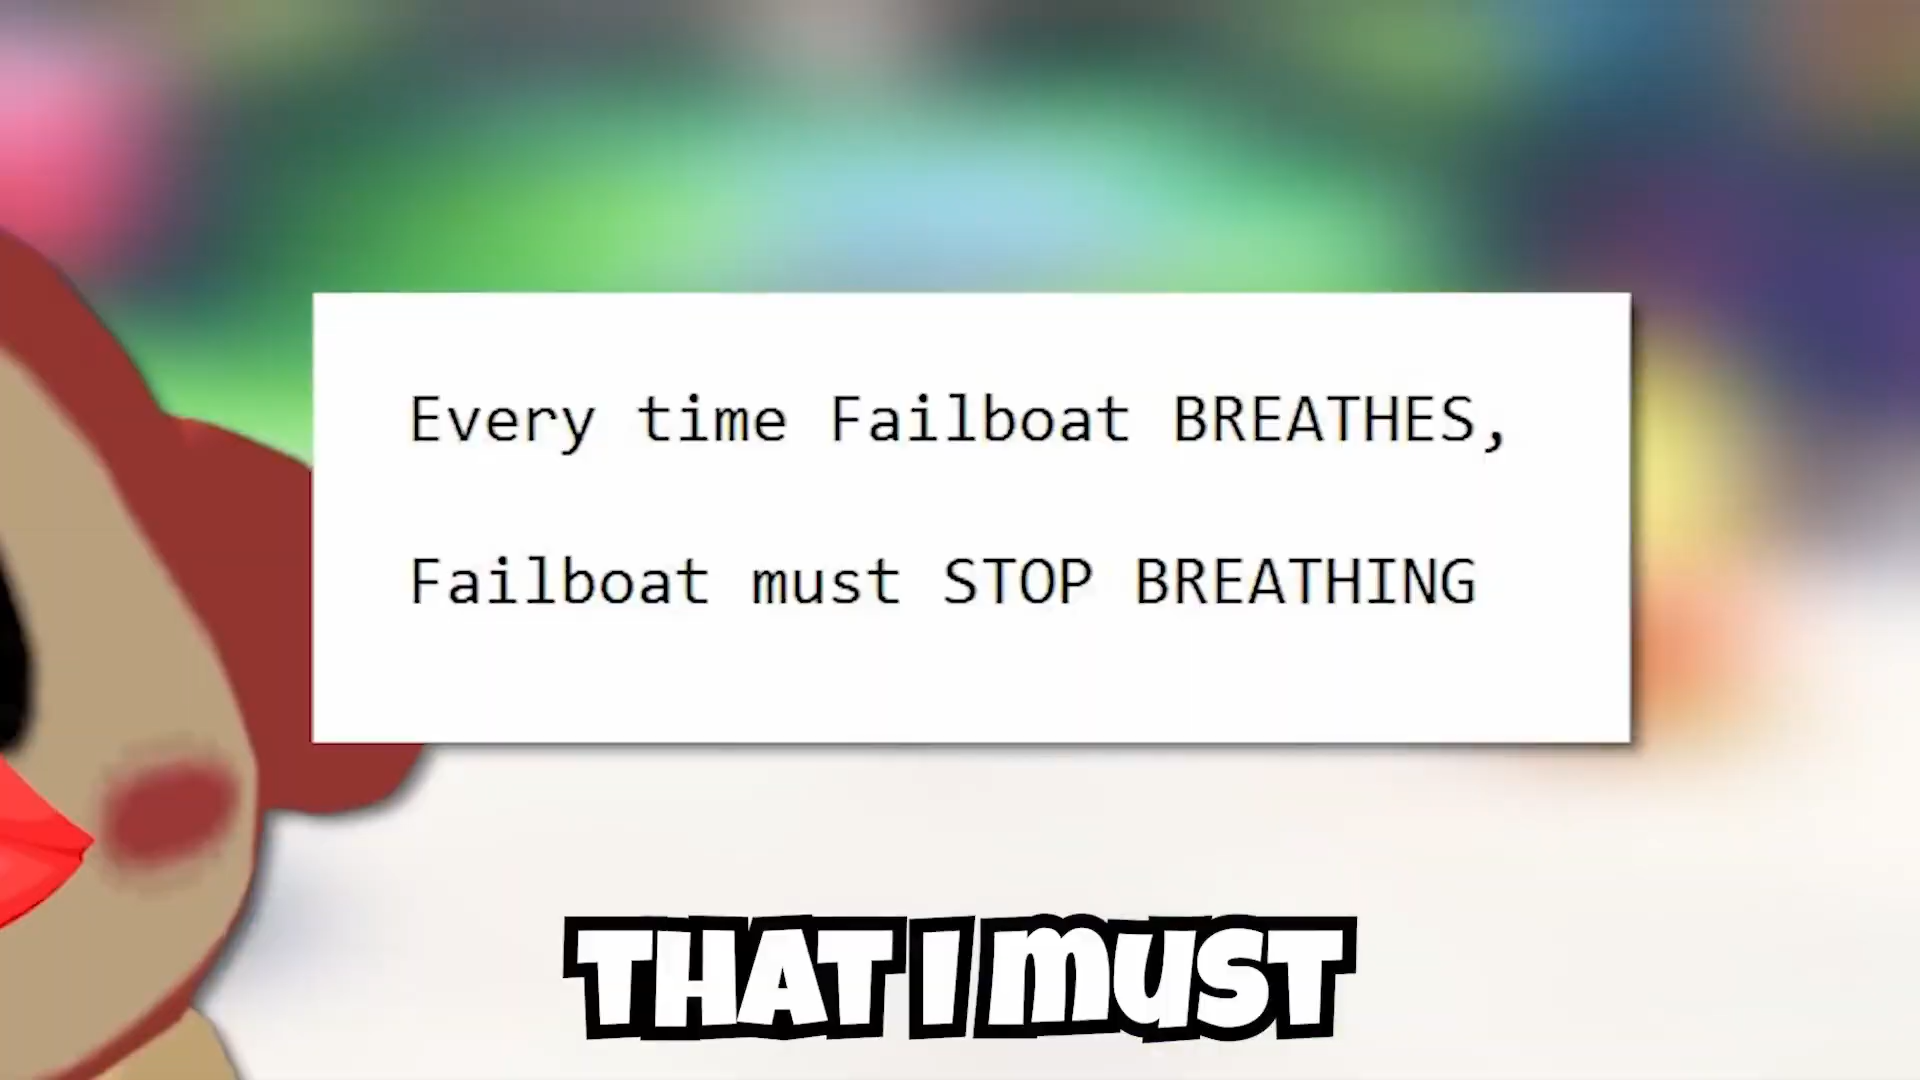 Every time Failboat BREATHES,
Failboat must STOP BREATHING
THAT I MUST